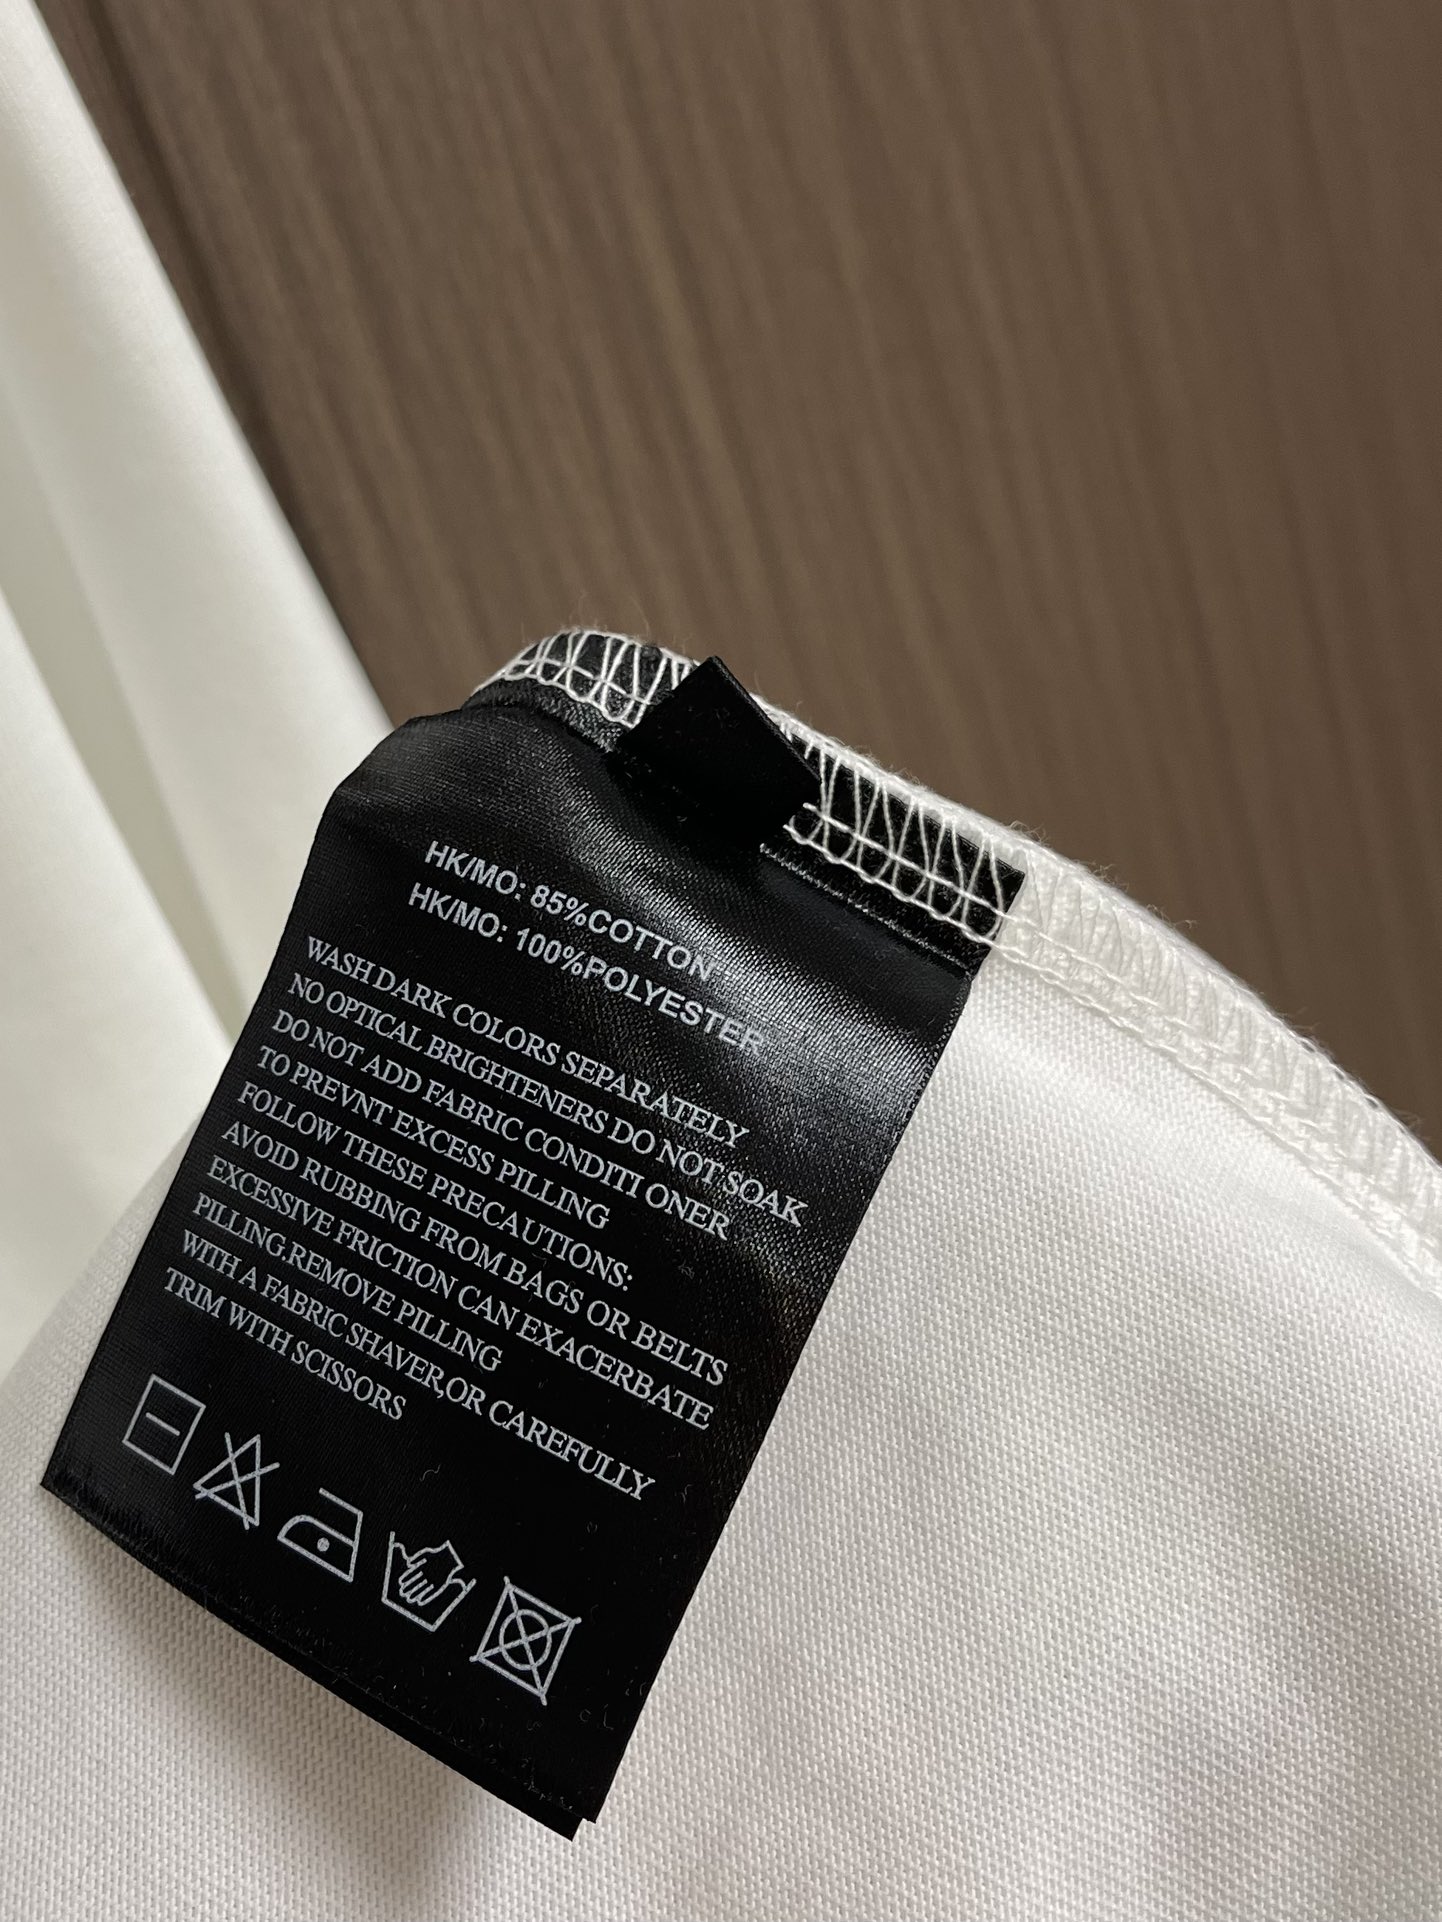 HK/MO: 85%COTTON
HK/MO: 100%POLYESTER
WASH DARK COLORS SEPARATELY
NO OPTICAL BRIGHTENERS DO NOT SOAK
DO NOT ADD FABRIC CONDITI ONER
TO PREVNT EXCESS PILLING
FOLLOW THESE PRECAUTIONS:
AVOID RUBBING FROM BAGS OR BELTS
EXCESSIVE FRICTION CAN EXACERBATE
PILLING.REMOVE PILLING
WITH A FABRIC SHAVER,OR CAREFULLY
TRIM WITH SCISSORS